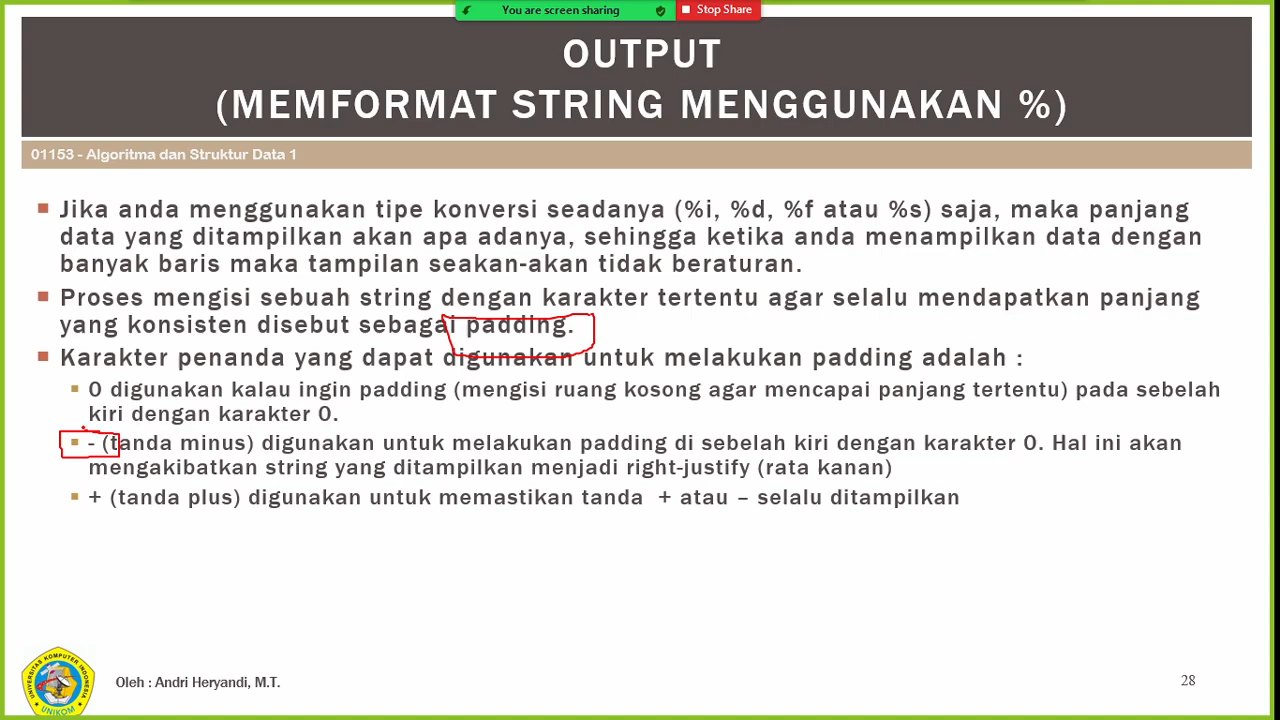 You are screen sharing
Stop Share
OUTPUT
(MEMFORMAT STRING MENGGUNAKAN %)
01153 - Algoritma dan Struktur Data 1
Jika anda menggunakan tipe konversi seadanya (%i, %d, %f atau %s) saja, maka panjang
data yang ditampilkan akan apa adanya, sehingga ketika anda menampilkan data dengan
banyak baris maka tampilan seakan-akan tidak beraturan.
Proses mengisi sebuah string dengan karakter tertentu agar selalu mendapatkan panjang
yang konsisten disebut sebagai padding.
Karakter penanda yang dapat digunakan untuk melakukan padding adalah :
0 digunakan kalau ingin padding (mengisi ruang kosong agar mencapai panjang tertentu) pada sebelah
kiri dengan karakter 0.
- (tanda minus) digunakan untuk melakukan padding di sebelah kiri dengan karakter 0. Hal ini akan
mengakibatkan string yang ditampilkan menjadi right-justify (rata kanan)
+ (tanda plus) digunakan untuk memastikan tanda + atau – selalu ditampilkan
UNIVERSITAS KOMPUTER INDONESIA
UNIKOM
Oleh : Andri Heryandi, M.T.
28